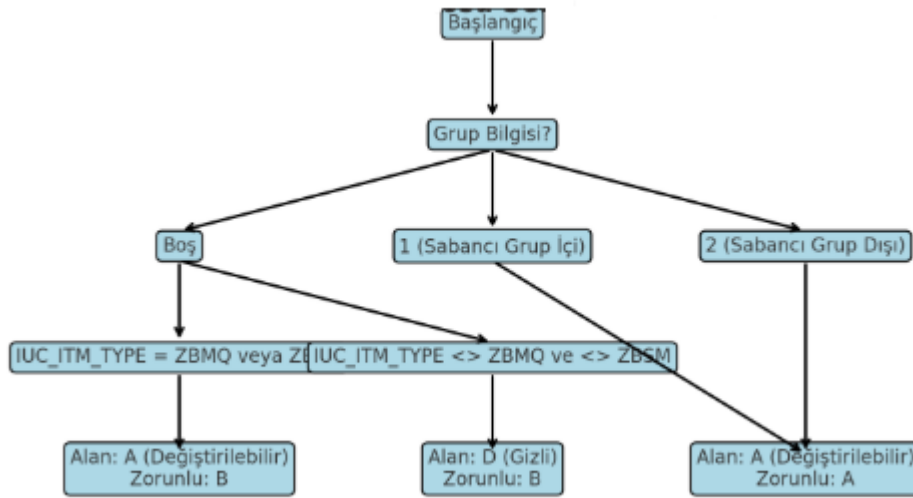 Başlangıç
Grup Bilgisi?
Boş
1 (Sabancı Grup İçi)
2 (Sabancı Grup Dışı)
IUC_ITM_TYPE = ZBMQ veya
IUC_ITM_TYPE <> ZBMQ ve <> ZBSM
Alan: A (Değiştirilebilir)
Zorunlu: B
Alan: D (Gizli)
Zorunlu: B
Alan: A (Değiştirilebilir)
Zorunlu: A